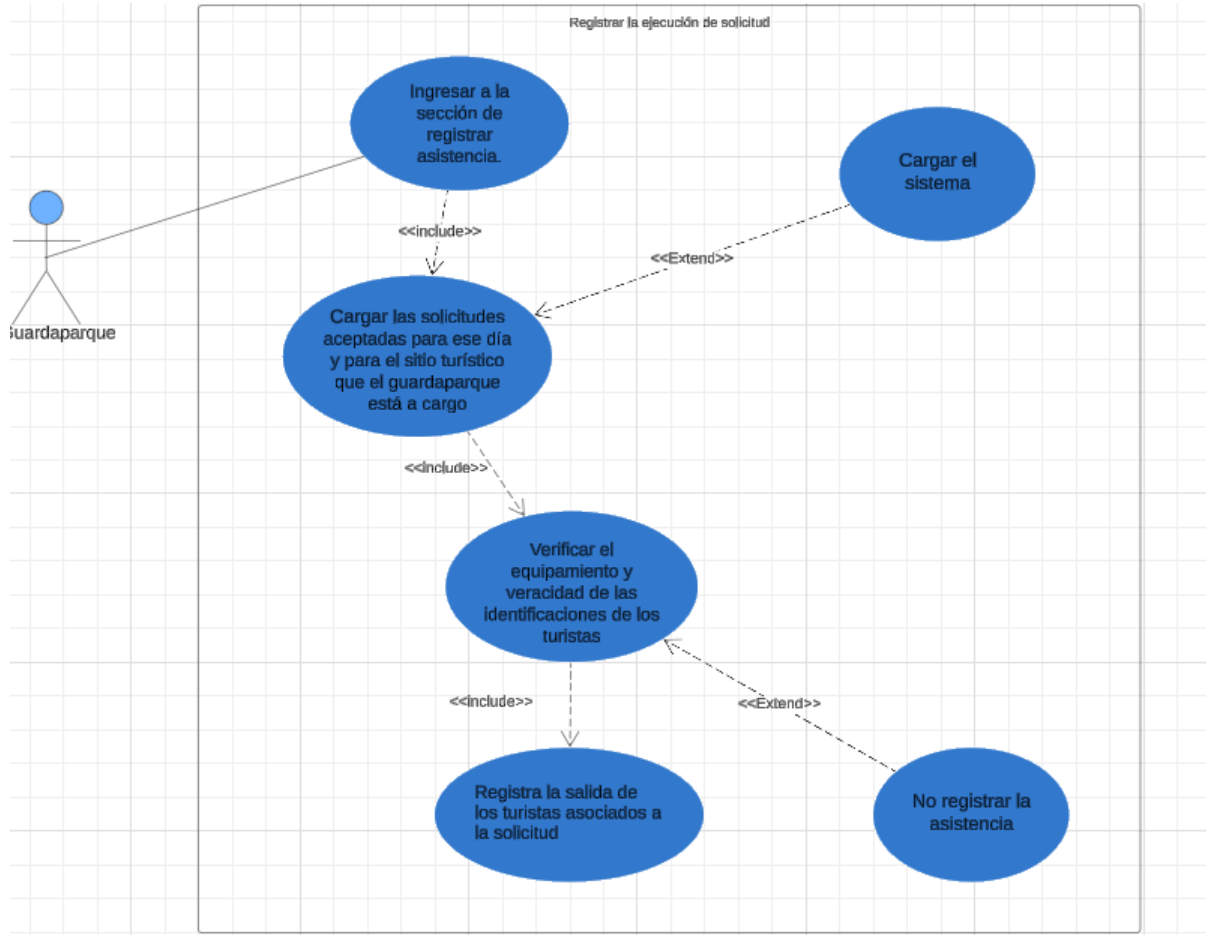 Registrar la ejecución de solicitud
Ingresar a la
sección de
registrar
asistencia.
Cargar el
sistema
<<include>>
<<Extend>>
Guardaparque
Cargar las solicitudes
aceptadas para ese día
y para el sitio turístico
que el guardaparque
está a cargo
<<include>>
Verificar el
equipamiento y
veracidad de las
identificaciones de los
turistas
<<include>>
<<Extend>>
Registra la salida de
los turistas asociados a
la solicitud
No registrar la
asistencia